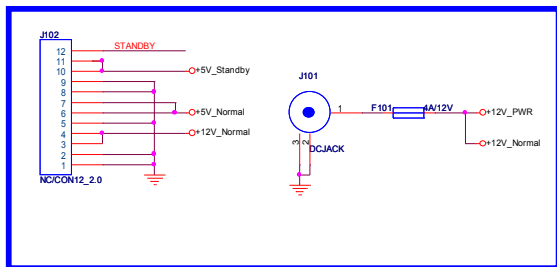 J102
12
STANDBY
11
10
+5V_Standby
9
8
7
6
+5V_Normal
5
4
+12V_Normal
3
2
1
NC/CON12_2.0
J101
1
F101
4A/12V
+12V_PWR
+12V_Normal
3
2
DCJACK